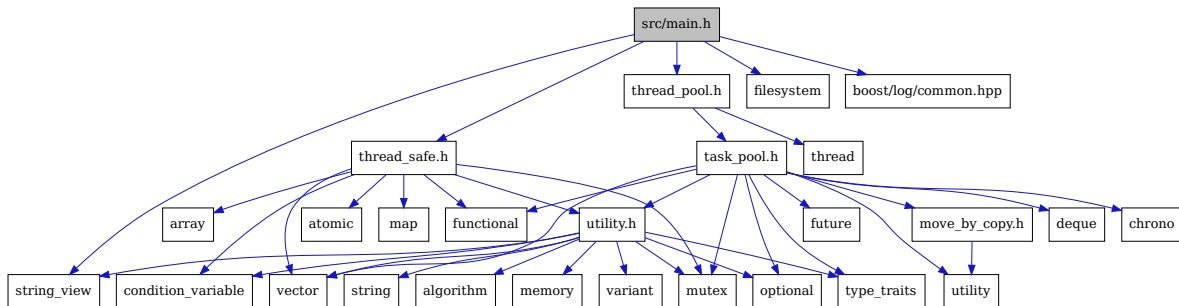 src/main.h
thread_pool.h
filesystem
boost/log/common.hpp
thread_safe.h
task_pool.h
thread
array
atomic
map
functional
utility.h
future
move_by_copy.h
deque
chrono
string_view
condition_variable
vector
string
algorithm
memory
variant
mutex
optional
type_traits
utility